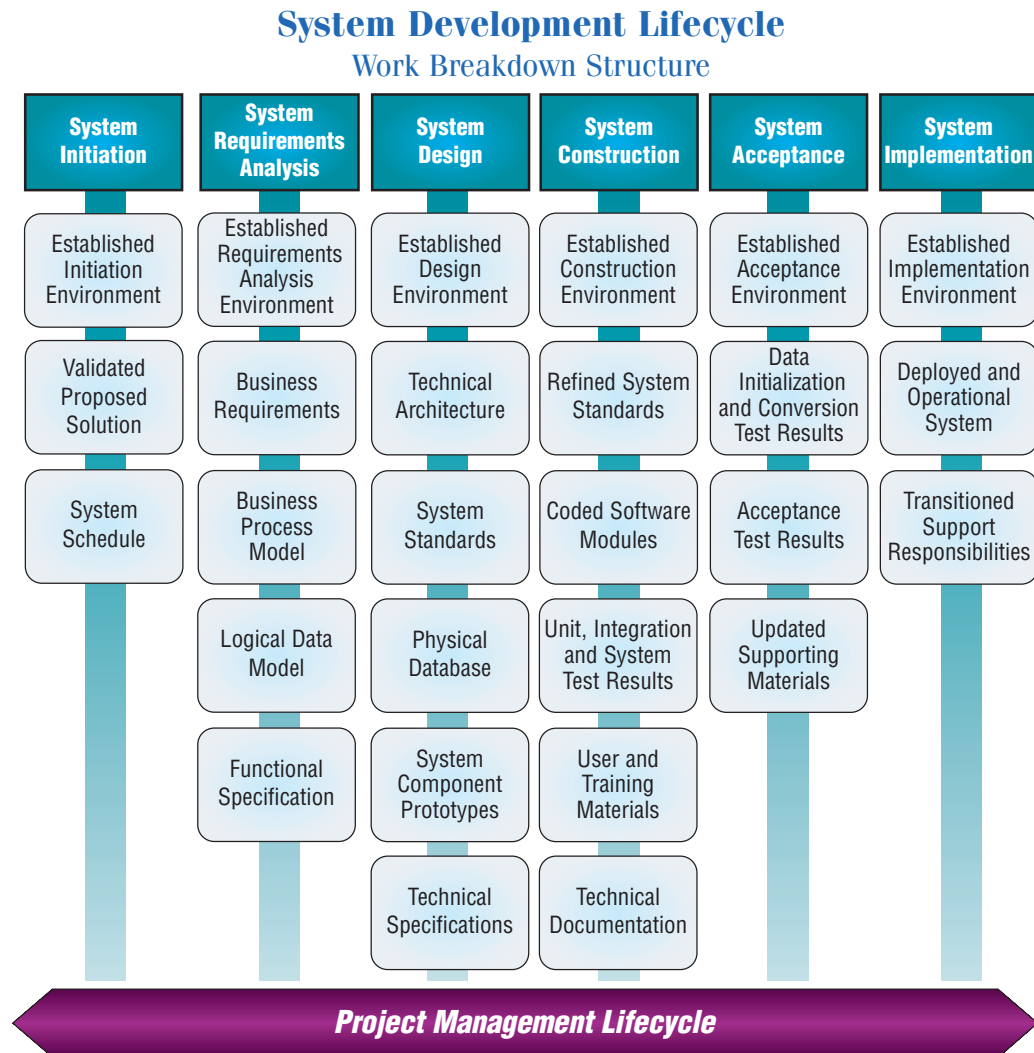 System Development Lifecycle
Work Breakdown Structure
System
Initiation
System
Requirements
Analysis
System
Design
System
Construction
System
Acceptance
System
Implementation
Established
Initiation
Environment
Validated
Proposed
Solution
System
Schedule
Established
Requirements
Analysis
Environment
Business
Requirements
Business
Process
Model
Logical Data
Model
Functional
Specification
Established
Design
Environment
Technical
Architecture
System
Standards
Physical
Database
System
Component
Prototypes
Technical
Specifications
Established
Construction
Environment
Refined System
Standards
Coded Software
Modules
Unit, Integration
and System
Test Results
User and
Training
Materials
Technical
Documentation
Established
Acceptance
Environment
Data
Initialization
and Conversion
Test Results
Acceptance
Test Results
Updated
Supporting
Materials
Established
Implementation
Environment
Deployed and
Operational
System
Transitioned
Support
Responsibilities
Project Management Lifecycle